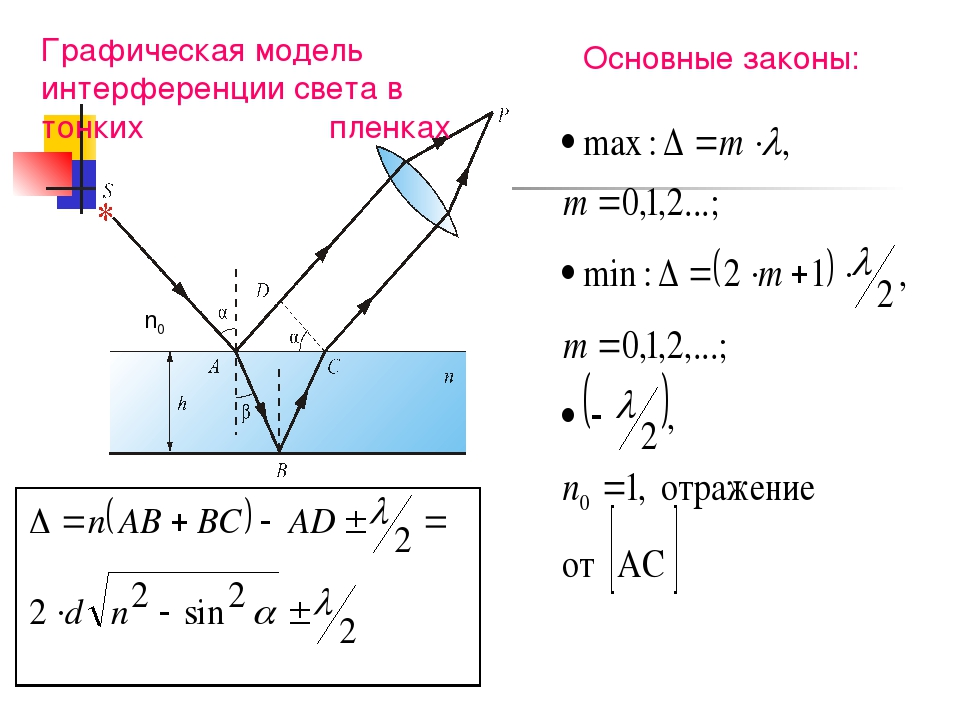 Графическая модель
интерференции света в
тонких пленках
S
P
D
α
n₀
α
A
C
n
h
β
B
Δ = n(AB + BC) - AD ± λ/2 =
2 · d√(n² - sin² α) ± λ/2
Основные законы:
• max : Δ = m · λ,
m = 0,1,2...;
• min : Δ = (2 · m + 1) · λ/2,
m = 0,1,2,...;
• (- λ/2),
n₀ = 1, отражение
от [AC]